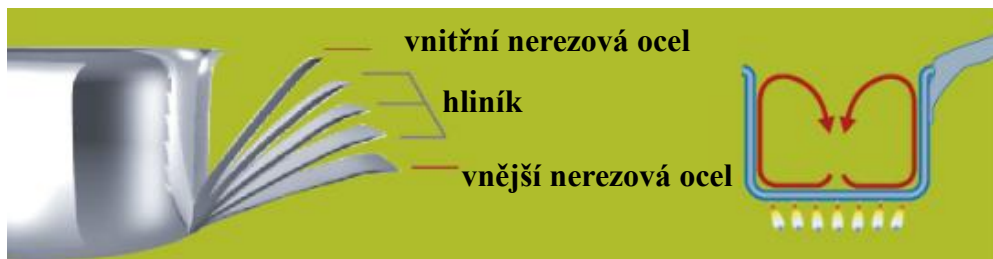 vnitřní nerezová ocel
hliník
vnější nerezová ocel